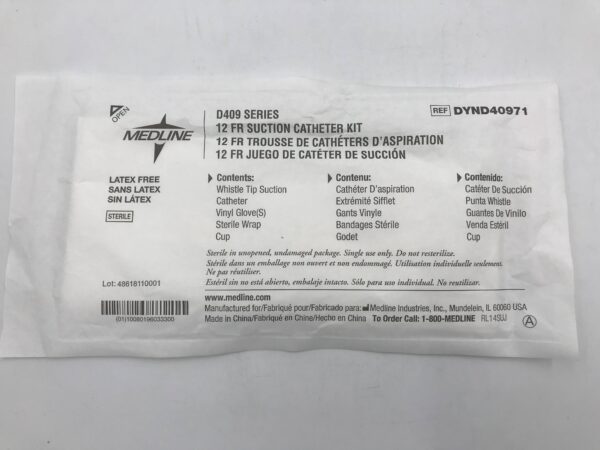 OPEN
MEDLINE
D409 SERIES
12 FR SUCTION CATHETER KIT
12 FR TROUSSE DE CATHÉTERS D'ASPIRATION
12 FR JUEGO DE CATÉTER DE SUCCIÓN
REF DYND40971
LATEX FREE
SANS LATEX
SIN LÁTEX
STERILE
Contents:
Whistle Tip Suction
Catheter
Vinyl Glove(S)
Sterile Wrap
Cup
Contenu:
Cathéter D'aspiration
Extrémité Sifflet
Gants Vinyle
Bandages Stérile
Godet
Contenido:
Catéter De Succión
Punta Whistle
Guantes De Vinilo
Venda Estéril
Cup
Sterile in unopened, undamaged package. Single use only. Do not resterilize.
Stérile dans un emballage non ouvert et non endommagé. Utilisation individuelle seulement.
Ne pas réutiliser.
Estéril sin no está abierto, embalaje intacto. Sólo para uso individual. No reutilizar.
Lot: 48618110001
(01)10080196033300
www.medline.com
Manufactured for/Fabriqué pour/Fabricado para: Medline Industries, Inc., Mundelein, IL 60060 USA
Made in China/Fabriqué en Chine/Hecho en China To Order Call: 1-800-MEDLINE
A